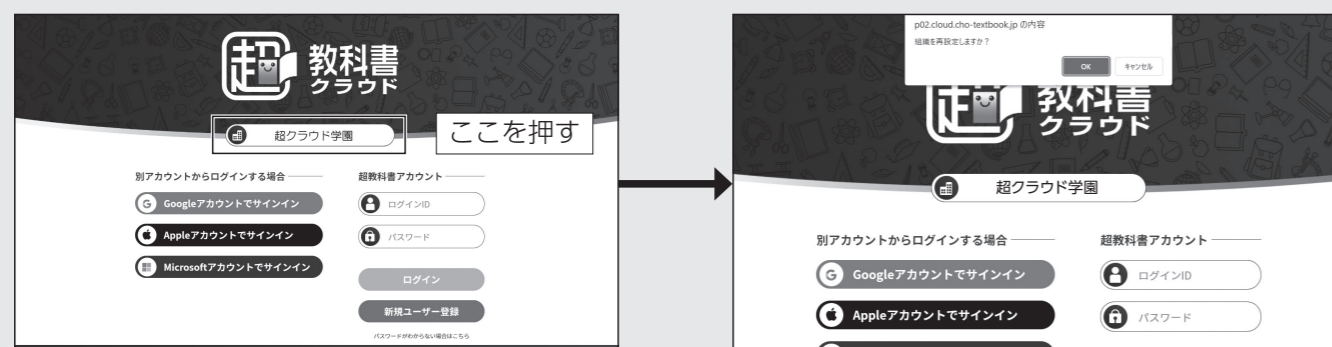 超
教科書
クラウド
超クラウド学園
ここを押す
別アカウントからログインする場合
Googleアカウントでサインイン
Appleアカウントでサインイン
Microsoftアカウントでサインイン
超教科書アカウント
ログインID
パスワード
ログイン
新規ユーザー登録
パスワードがわからない場合はこちら
p02.cloud.cho-textbook.jp の内容
組織を再設定しますか？
OK
キャンセル
超
教科書
クラウド
超クラウド学園
別アカウントからログインする場合
Googleアカウントでサインイン
Appleアカウントでサインイン
超教科書アカウント
ログインID
パスワード